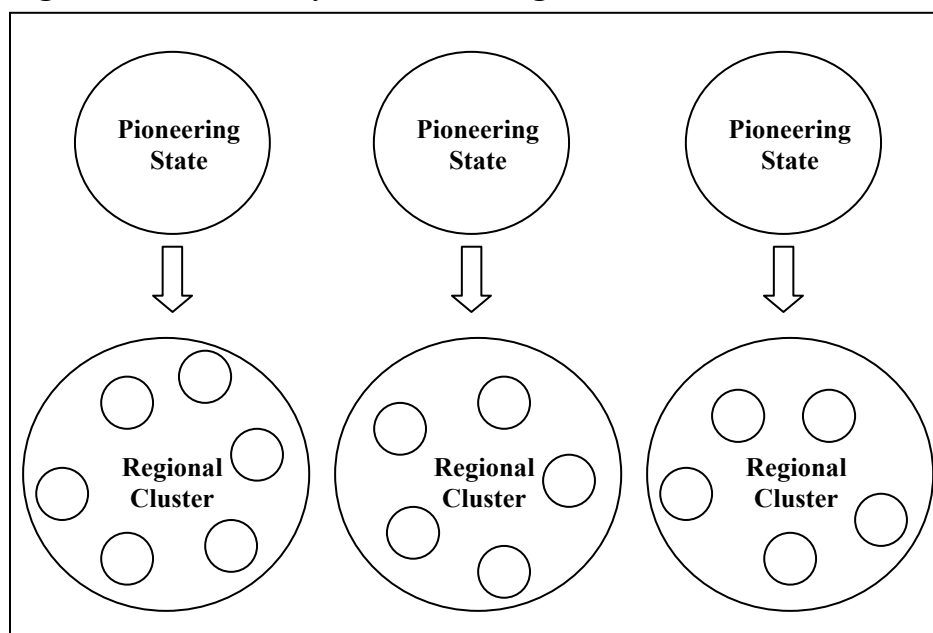 Pioneering
State
Pioneering
State
Pioneering
State
Regional
Cluster
Regional
Cluster
Regional
Cluster